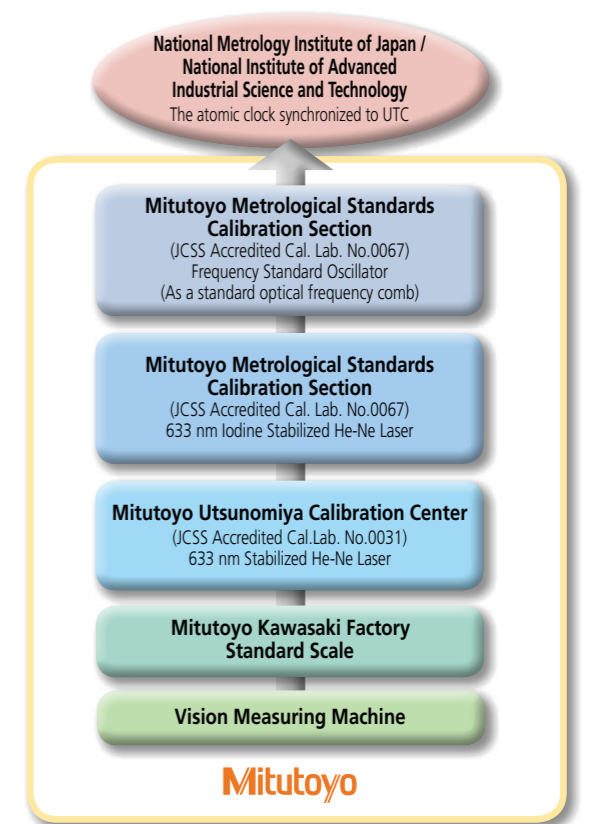 National Metrology Institute of Japan /
National Institute of Advanced
Industrial Science and Technology
The atomic clock synchronized to UTC
Mitutoyo Metrological Standards
Calibration Section
(JCSS Accredited Cal. Lab. No.0067)
Frequency Standard Oscillator
(As a standard optical frequency comb)
Mitutoyo Metrological Standards
Calibration Section
(JCSS Accredited Cal. Lab. No.0067)
633 nm Iodine Stabilized He-Ne Laser
Mitutoyo Utsunomiya Calibration Center
(JCSS Accredited Cal.Lab. No.0031)
633 nm Stabilized He-Ne Laser
Mitutoyo Kawasaki Factory
Standard Scale
Vision Measuring Machine
Mitutoyo